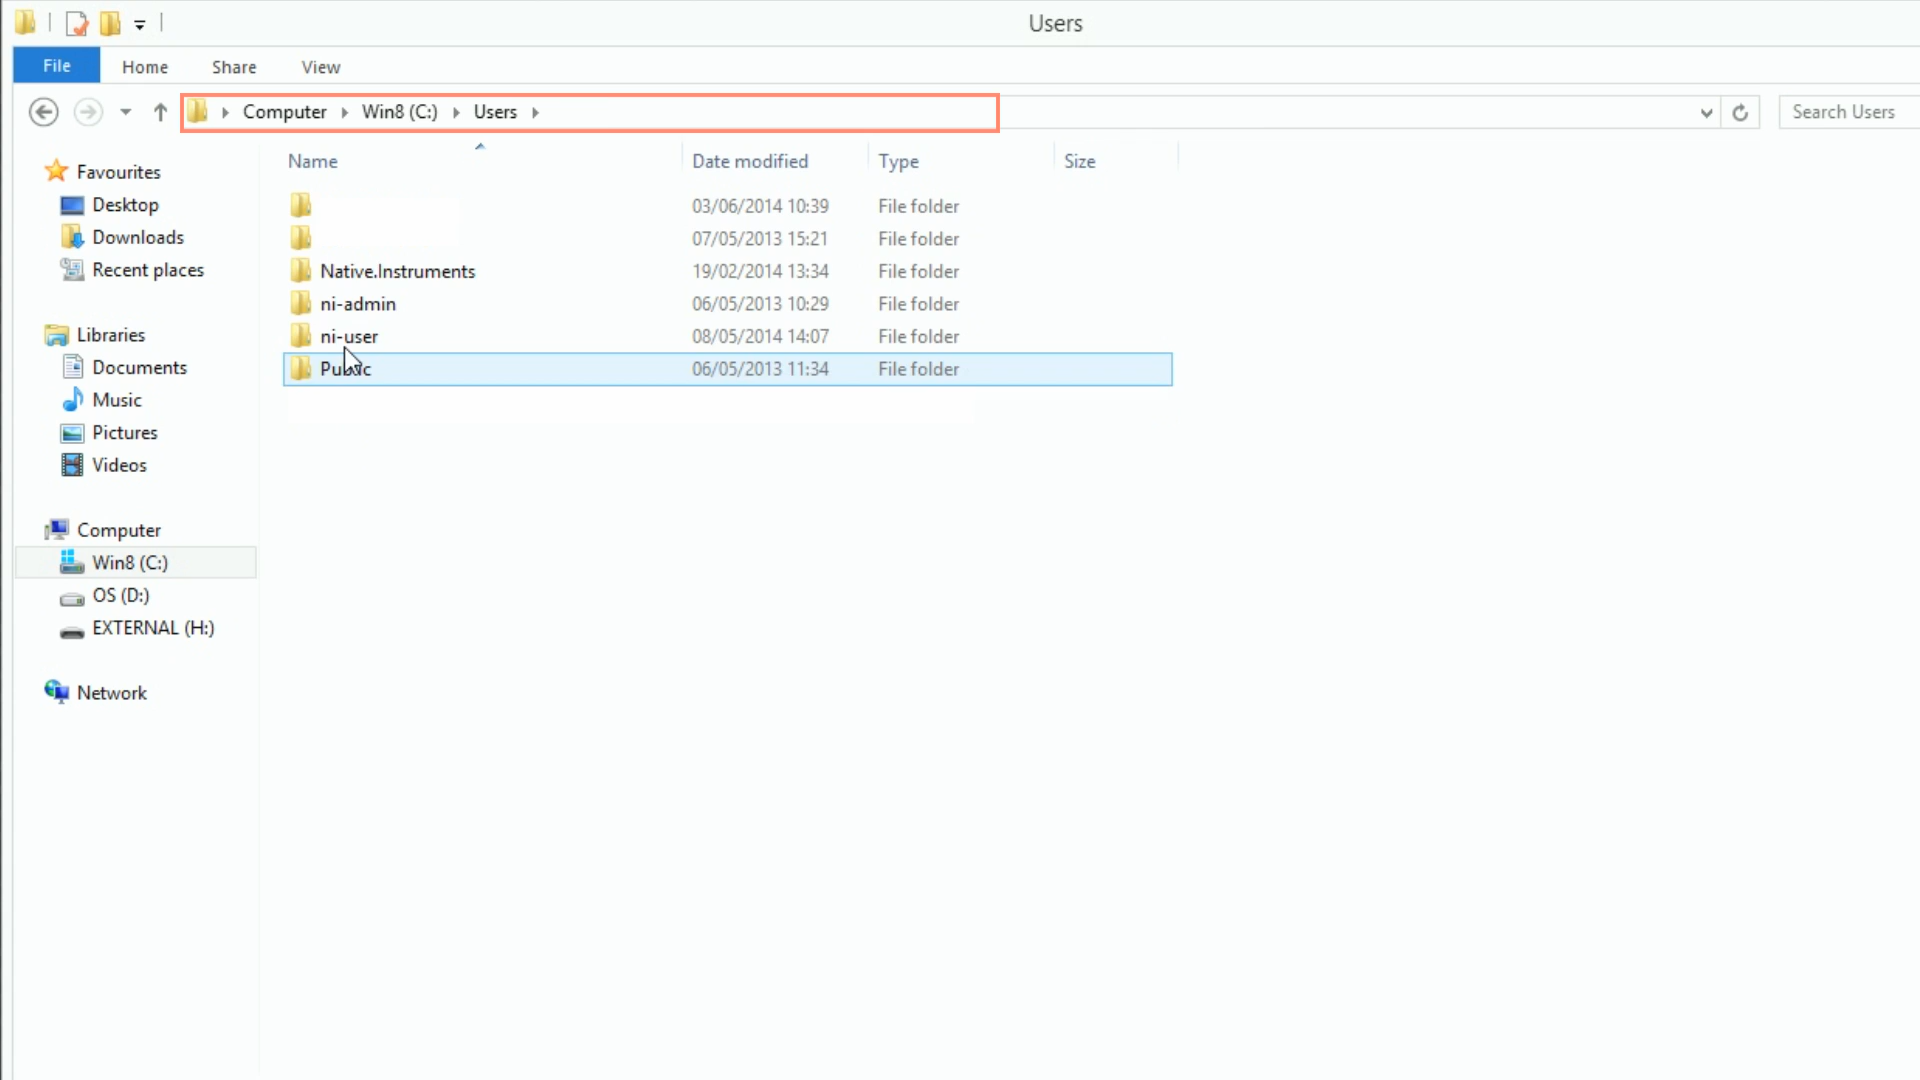 Users
File Home Share View
Computer Win8 (C:) Users Search Users
Name Date modified Type Size
03/06/2014 10:39 File folder
07/05/2013 15:21 File folder
Native.Instruments 19/02/2014 13:34 File folder
ni-admin 06/05/2013 10:29 File folder
ni-user 08/05/2014 14:07 File folder
Public 06/05/2013 11:34 File folder
Favourites
Desktop
Downloads
Recent places
Libraries
Documents
Music
Pictures
Videos
Computer
Win8 (C:)
OS (D:)
EXTERNAL (H:)
Network